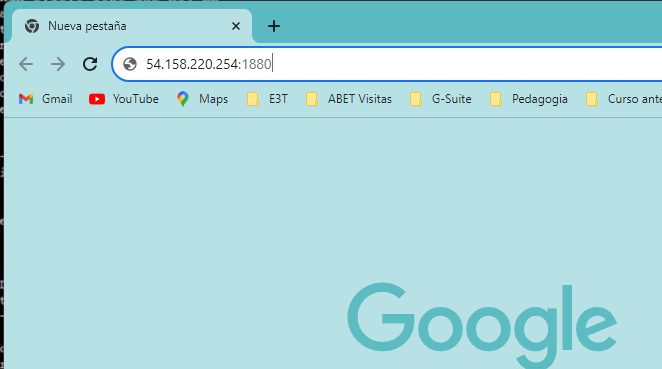 Nueva pestaña
54.158.220.254:1880
Gmail YouTube Maps E3T ABET Visitas G-Suite Pedagogia Curso ante
Google